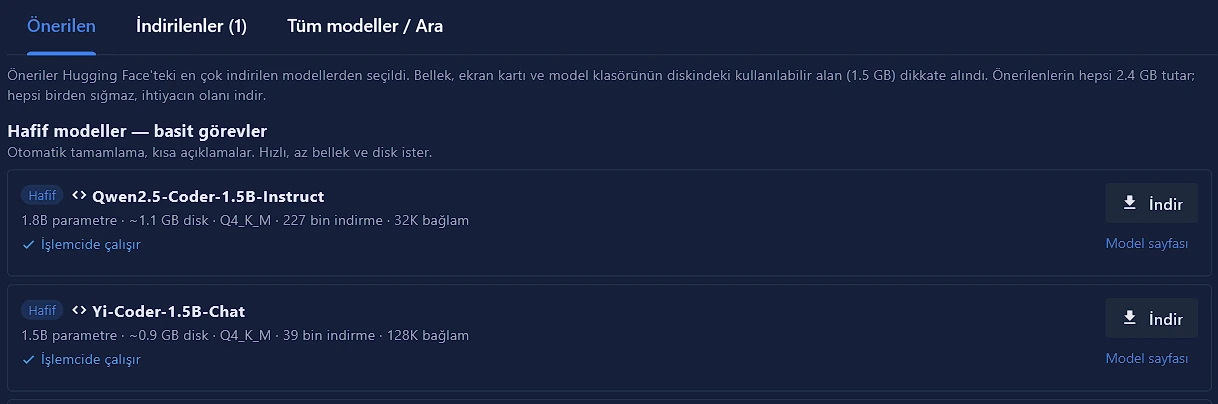 Önerilen İndirilenler (1) Tüm modeller / Ara
Öneriler Hugging Face'teki en çok indirilen modellerden seçildi. Bellek, ekran kartı ve model klasörünün diskindeki kullanılabilir alan (1.5 GB) dikkate alındı. Önerilenlerin hepsi 2.4 GB tutar;
hepsi birden sığmaz, ihtiyacın olanı indir.
Hafif modeller — basit görevler
Otomatik tamamlama, kısa açıklamalar. Hızlı, az bellek ve disk ister.
Hafif <> Qwen2.5-Coder-1.5B-Instruct
İndir
1.8B parametre · ~1.1 GB disk · Q4_K_M · 227 bin indirme · 32K bağlam
✓ İşlemcide çalışır
Model sayfası
Hafif <> Yi-Coder-1.5B-Chat
İndir
1.5B parametre · ~0.9 GB disk · Q4_K_M · 39 bin indirme · 128K bağlam
✓ İşlemcide çalışır
Model sayfası